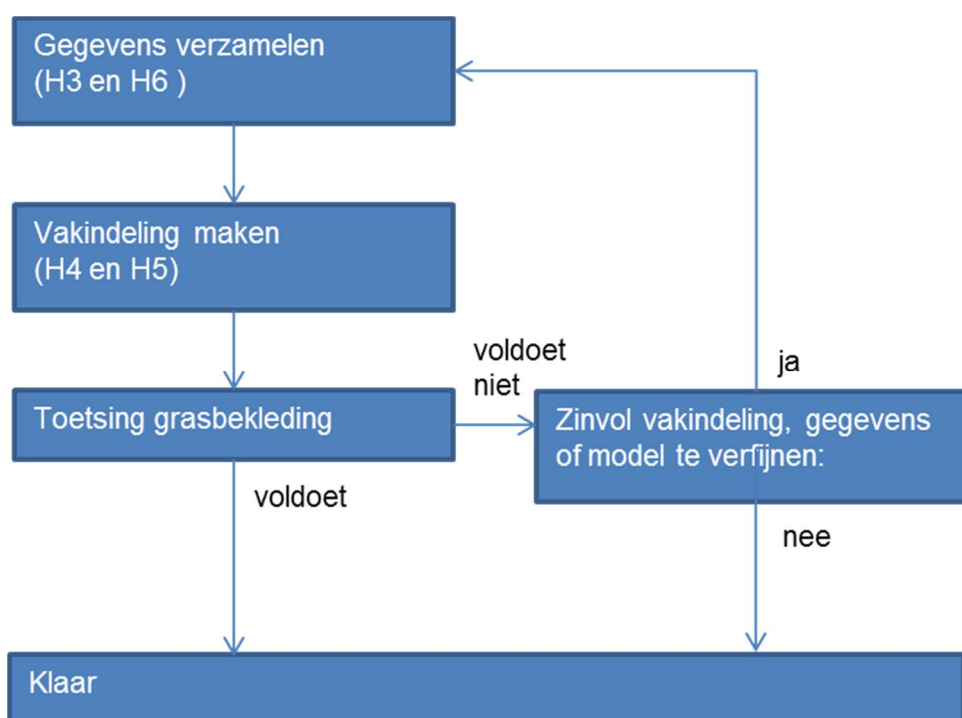 Gegevens verzamelen
(H3 en H6 )
Vakindeling maken
(H4 en H5)
voldoet
niet
ja
Toetsing grasbekleding
Zinvol vakindeling, gegevens
of model te verfijnen:
voldoet
nee
Klaar